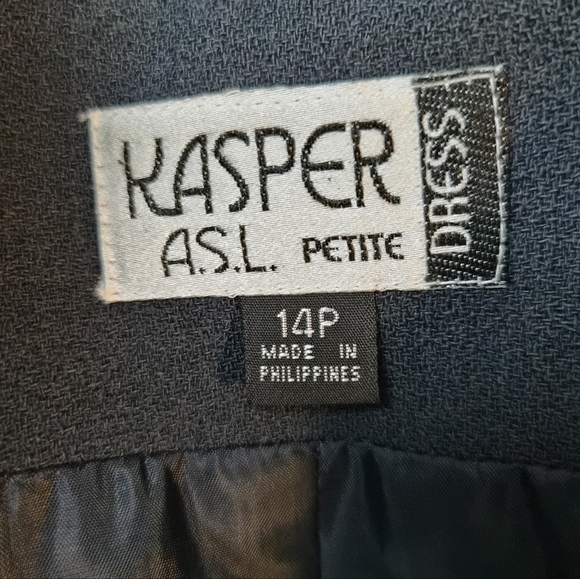 KASPER
A.S.L. PETITE
DRESS
14P
MADE IN
PHILIPPINES